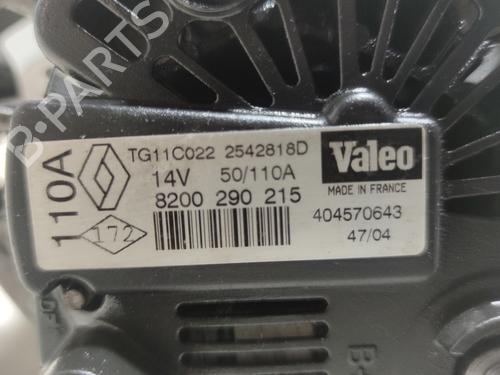 B-PARTS
110A
172
TG11C022 2542818D
14V 50/110A
8200 290 215
Valeo
MADE IN FRANCE
404570643
47/04